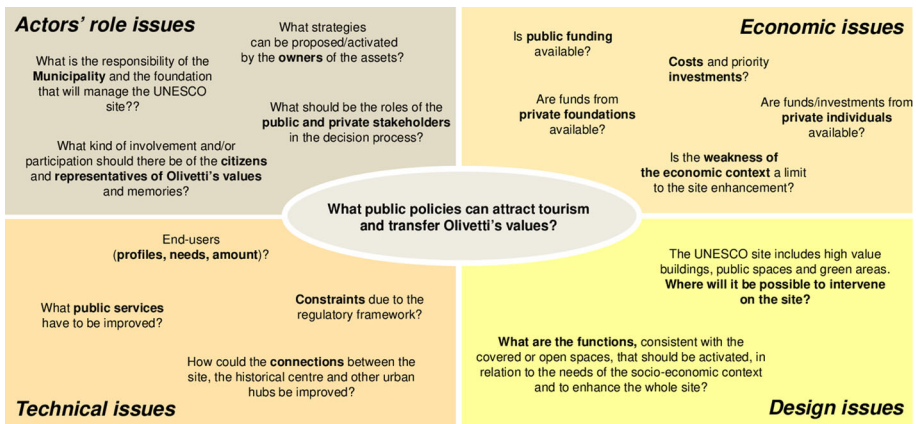 Actors' role issues
What strategies
can be proposed/activated
by the owners of the assets?
What is the responsibility of the
Municipality and the foundation
that will manage the UNESCO
site??
What should be the roles of the
public and private stakeholders
in the decision process?
What kind of involvement and/or
participation should there be of the citizens
and representatives of Olivetti's values
and memories?
Economic issues
Is public funding
available?
Costs and priority
investments?
Are funds from
private foundations
available?
Are funds/investments from
private individuals
available?
Is the weakness of
the economic context a limit
to the site enhancement?
What public policies can attract tourism
and transfer Olivetti's values?
End-users
(profiles, needs, amount)?
What public services
have to be improved?
Constraints due to the
regulatory framework?
How could the connections between the
site, the historical centre and other urban
hubs be improved?
Technical issues
The UNESCO site includes high value
buildings, public spaces and green areas.
Where will it be possible to intervene
on the site?
What are the functions, consistent with the
covered or open spaces, that should be activated, in
relation to the needs of the socio-economic context
and to enhance the whole site?
Design issues